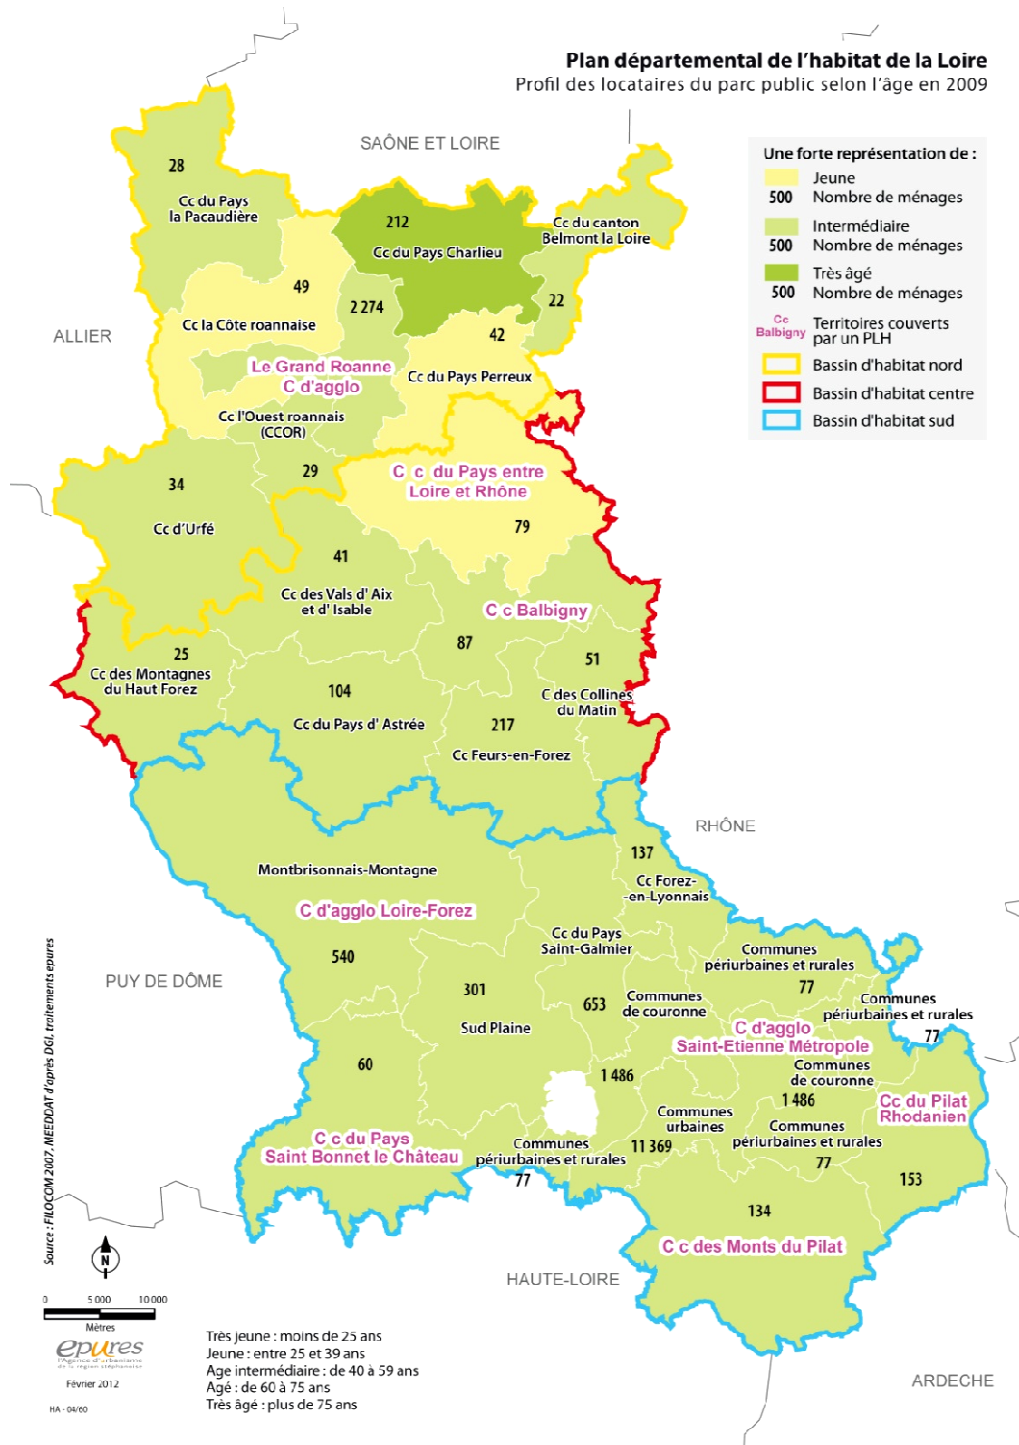 Plan départemental de l'habitat de la Loire
Profil des locataires du parc public selon l'âge en 2009
SAÔNE ET LOIRE
Une forte représentation de :
Jeune
500 Nombre de ménages
Intermédiaire
500 Nombre de ménages
Très âgé
500 Nombre de ménages
Cc
Balbigny
Territoires couverts
par un PLH
Bassin d'habitat nord
Bassin d'habitat centre
Bassin d'habitat sud
28
Cc du Pays
la Pacaudière
212
Cc du Pays Charlieu
Cc du canton
Belmont la Loire
22
49
2 274
Cc la Côte roannaise
42
ALLIER
Le Grand Roanne
C d'agglo
Cc du Pays Perreux
Cc l'Ouest roannais
(CCOR)
29
34
Cc d'Urfé
C c du Pays entre
Loire et Rhône
79
41
Cc des Vals d' Aix
et d' Isable
C c Balbigny
87
25
Cc des Montagnes
du Haut Forez
51
C des Collines
du Matin
104
Cc du Pays d' Astrée
217
Cc Feurs-en-Forez
RHÔNE
137
Cc Forez-
-en-Lyonnais
Montbrisonnais-Montagne
C d'agglo Loire-Forez
540
Cc du Pays
Saint-Galmier
653
PUY DE DÔME
301
Sud Plaine
Communes
périurbaines et rurales
77
Communes
de couronne
Communes
périurbaines et rurales
77
C d'agglo
Saint-Etienne Métropole
60
1 486
Communes
de couronne
1 486
Cc du Pilat
Rhodanien
153
Communes
urbaines
11 369
Communes
périurbaines et rurales
77
C c du Pays
Saint Bonnet le Château
Communes
périurbaines et rurales
77
134
C c des Monts du Pilat
HAUTE-LOIRE
ARDECHE
Source : FILOCOM 2007. MEEDDAT d'après DGI, traitements epures
N
0 5 000 10 000
Mètres
epures
l'Agence d'urbanisme
de la région stéphanoise
Février 2012
HA - 04/60
Très jeune : moins de 25 ans
Jeune : entre 25 et 39 ans
Age intermédiaire : de 40 à 59 ans
Agé : de 60 à 75 ans
Très âgé : plus de 75 ans